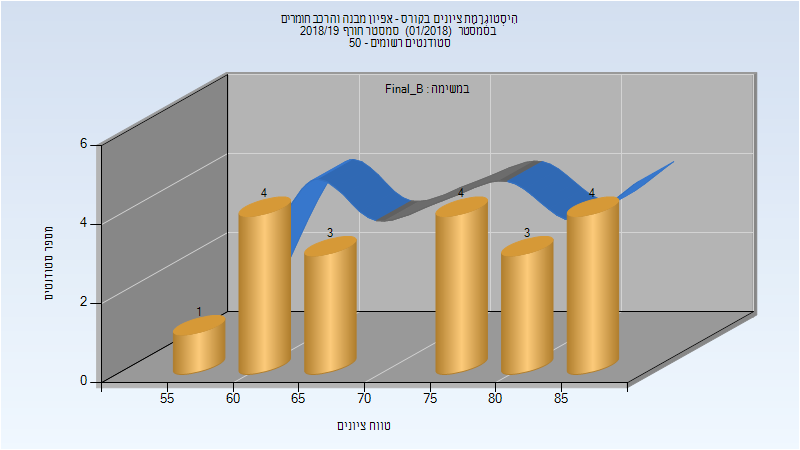 היסטוגרמת ציונים בקורס - אפיון מבנה והרכב חומרים
בסמסטר (01/2018) סמסטר חורף 2018/19
סטודנטים רשומים - 50
במשימה : Final_B
מספר סטודנטים
6
4
2
0
1
4
3
4
3
4
55 60 65 70 75 80 85
טווח ציונים